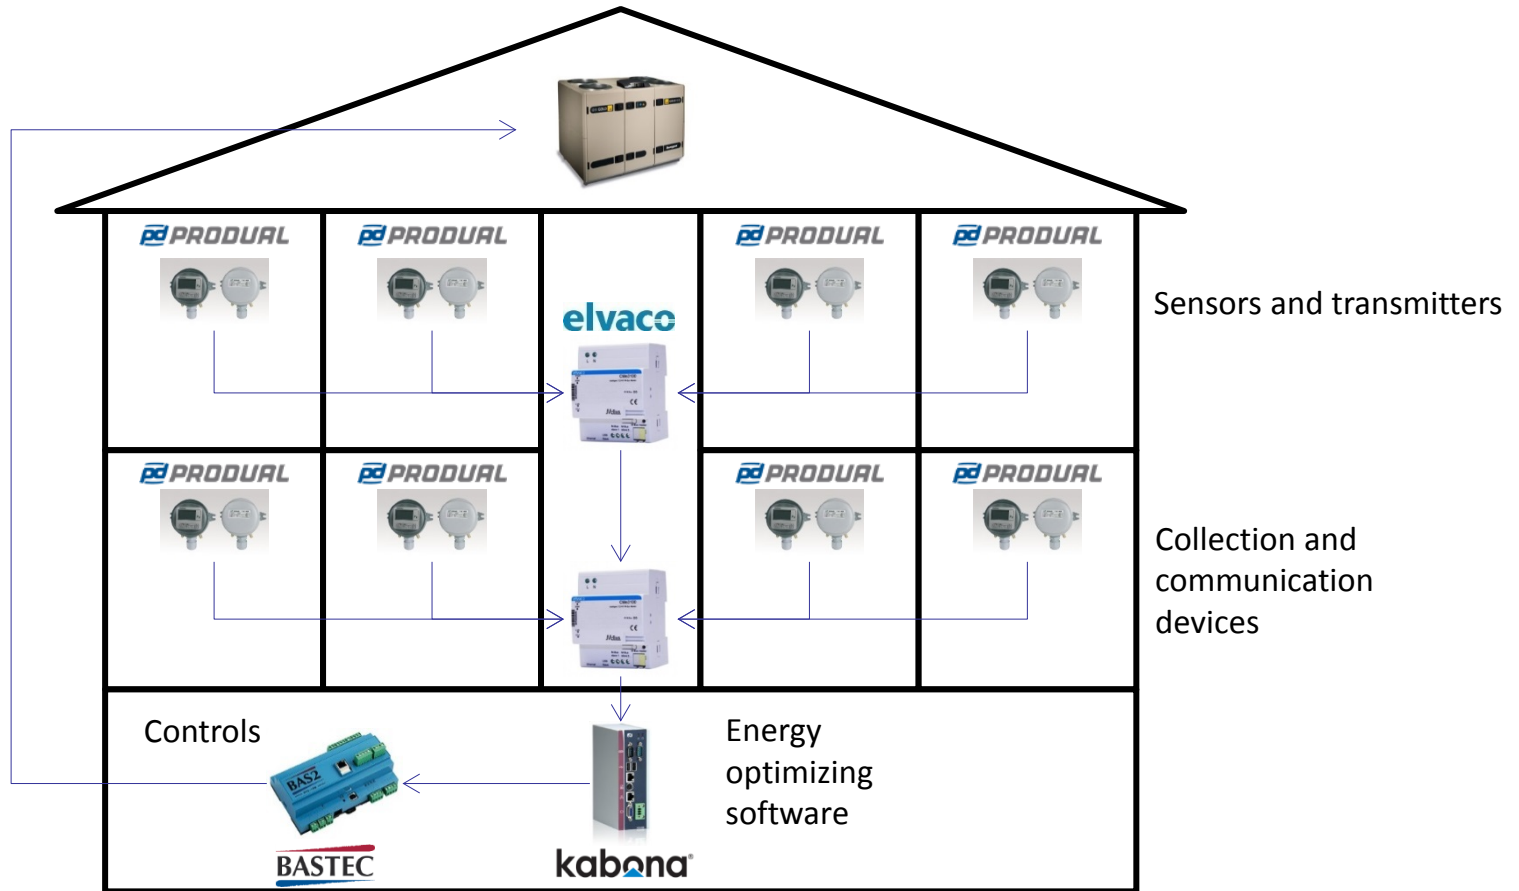 PRODUAL
PRODUAL
PRODUAL
PRODUAL
elvaco
Sensors and transmitters
PRODUAL
PRODUAL
PRODUAL
PRODUAL
Collection and
communication
devices
Controls
Energy
optimizing
software
BAS2
BASTEC
kabona